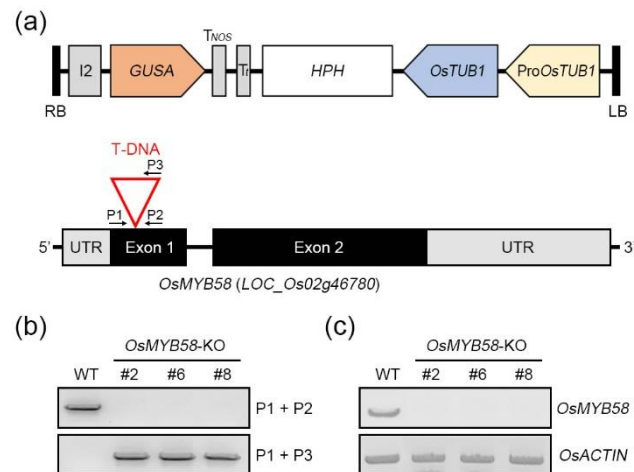 (a)
TNOS
I2 GUSA Tt HPH OsTUB1 ProOsTUB1
RB LB
T-DNA
P3
P1 P2
5' UTR Exon 1 Exon 2 UTR 3'
OsMYB58 (LOC_Os02g46780)
(b) (c)
OsMYB58-KO OsMYB58-KO
WT #2 #6 #8 WT #2 #6 #8
P1 + P2 OsMYB58
P1 + P3 OsACTIN